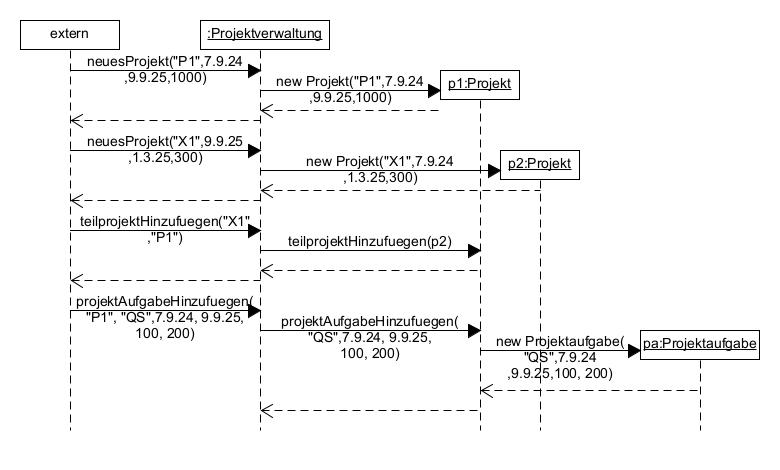 extern
:Projektverwaltung
neuesProjekt("P1",7.9.24
,9.9.25,1000)
new Projekt("P1",7.9.24
,9.9.25,1000)
p1:Projekt
neuesProjekt("X1",9.9.25
,1.3.25,300)
new Projekt("X1",7.9.24
,1.3.25,300)
p2:Projekt
teilprojektHinzufuegen("X1"
,"P1")
teilprojektHinzufuegen(p2)
projektAufgabeHinzufuegen(
"P1", "QS",7.9.24, 9.9.25,
100, 200)
projektAufgabeHinzufuegen(
"QS",7.9.24, 9.9.25,
100, 200)
new Projektaufgabe(
"QS",7.9.24
,9.9.25,100, 200)
pa:Projektaufgabe